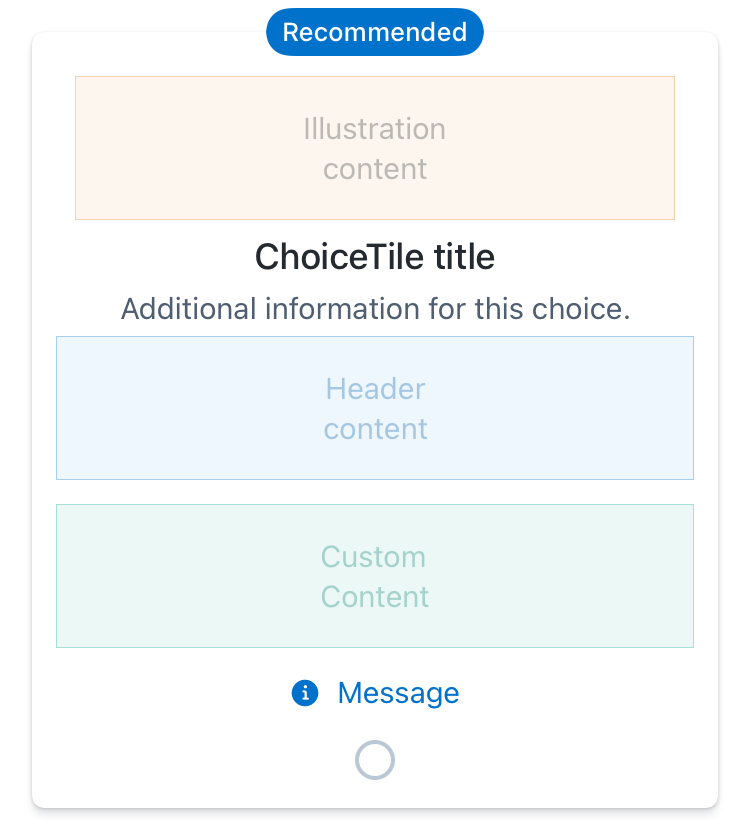 Recommended
Illustration
content
ChoiceTile title
Additional information for this choice.
Header
content
Custom
Content
Message